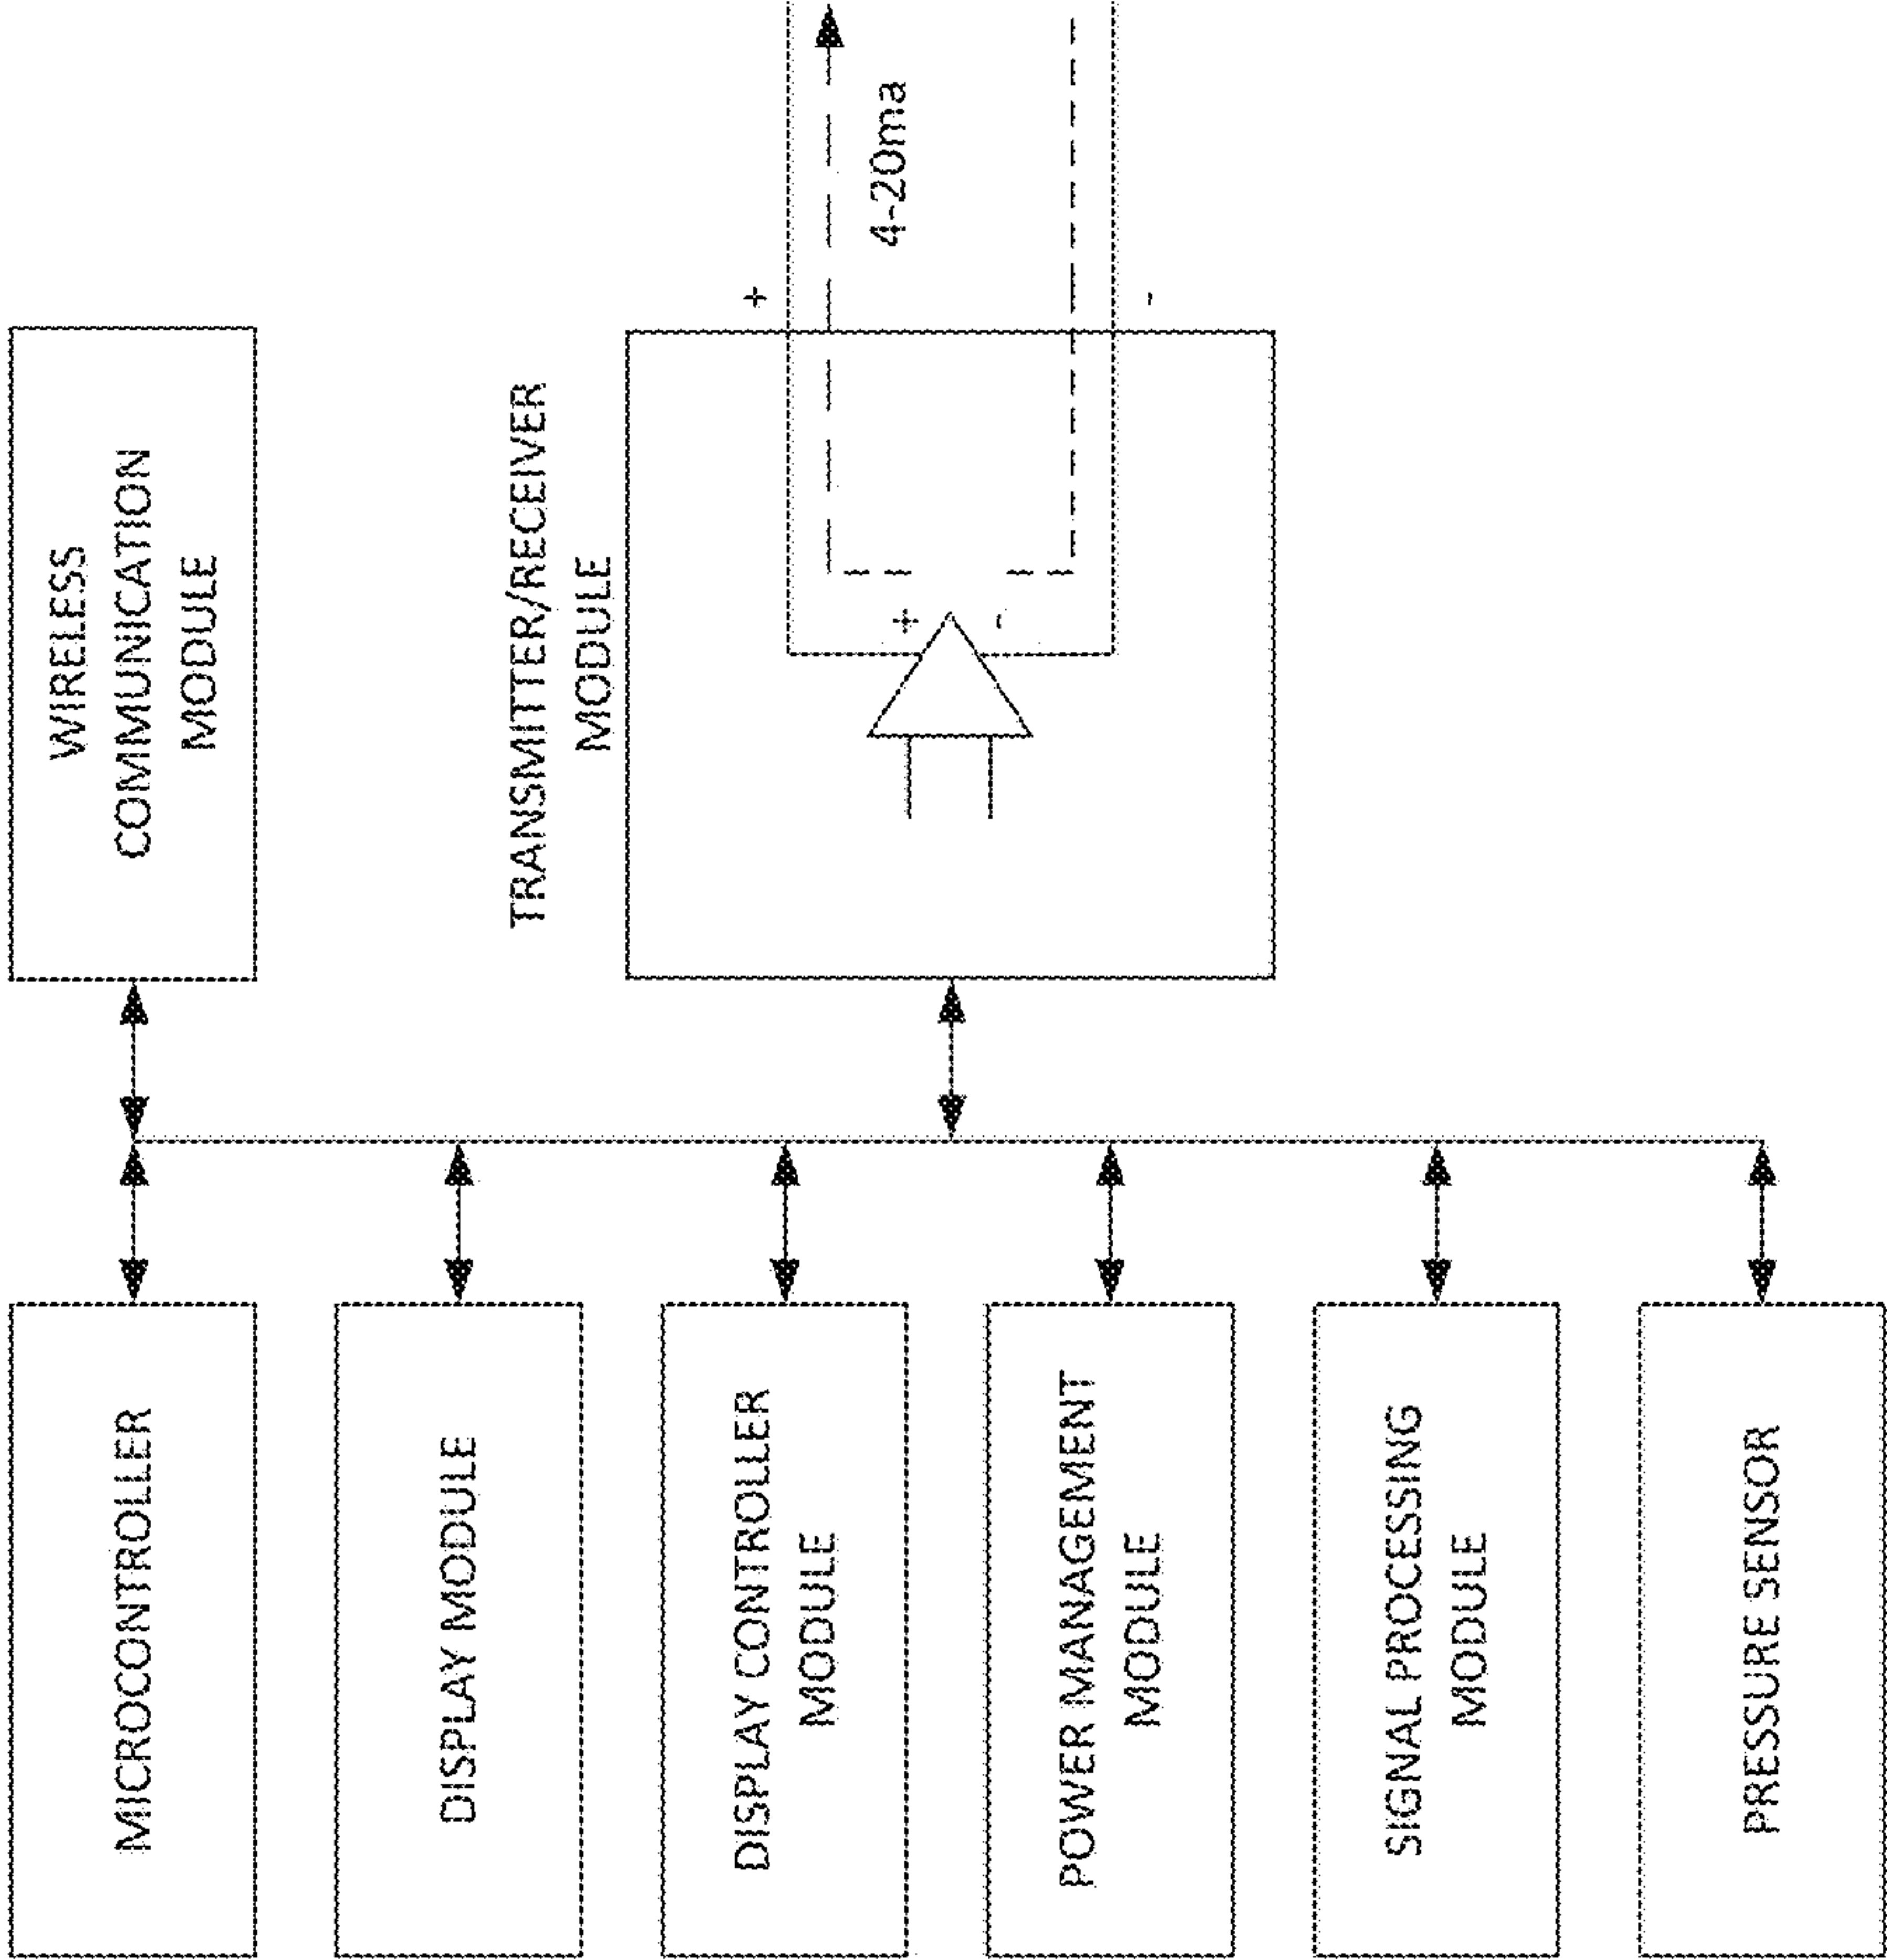 MICROCONTROLLER
DISPLAY MODULE
DISPLAY CONTROLLER
MODULE
POWER MANAGEMENT
MODULE
SIGNAL PROCESSING
MODULE
PRESSURE SENSOR
WIRELESS
COMMUNICATION
MODULE
TRANSMITTER/RECEIVER
MODULE
+
-
+
-
4-20ma